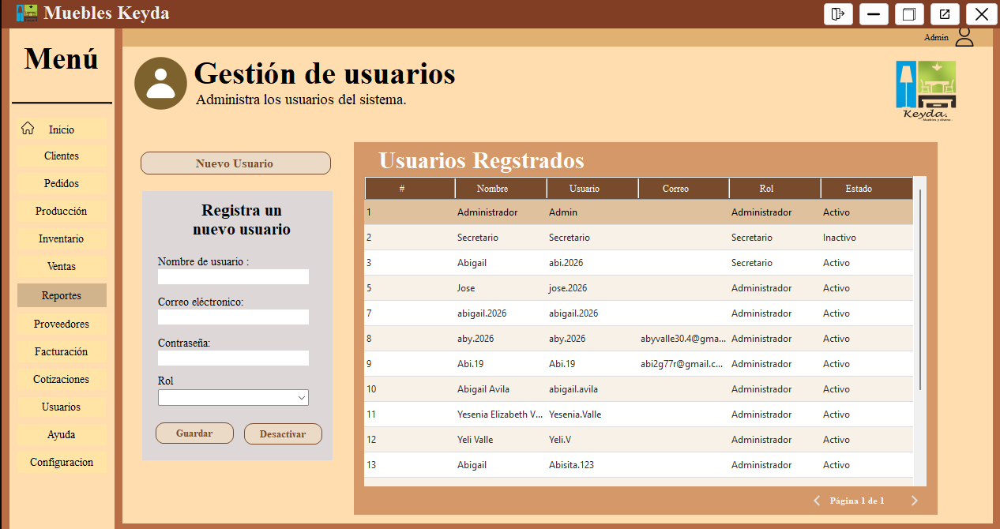 Muebles Keyda
Admin
Menú
Inicio
Clientes
Pedidos
Producción
Inventario
Ventas
Reportes
Proveedores
Facturación
Cotizaciones
Usuarios
Ayuda
Configuracion
Gestión de usuarios
Administra los usuarios del sistema.
Keyda.
Nuevo Usuario
Registra un
nuevo usuario
Nombre de usuario :
Correo eléctronico:
Contraseña:
Rol
Guardar Desactivar
Usuarios Regstrados
# Nombre Usuario Correo Rol Estado
1 Administrador Admin Administrador Activo
2 Secretario Secretario Secretario Inactivo
3 Abigail abi.2026 Secretario Activo
5 Jose jose.2026 Administrador Activo
7 abigail.2026 abigail.2026 Administrador Activo
8 aby.2026 aby.2026 abyvalle30.4@gma... Administrador Activo
9 Abi.19 Abi.19 abi2g77r@gmail.c... Administrador Activo
10 Abigail Avila abigail.avila Administrador Activo
11 Yesenia Elizabeth V... Yesenia.Valle Administrador Activo
12 Yeli Valle Yeli.V Administrador Activo
13 Abigail Abisita.123 Administrador Activo
Página 1 de 1